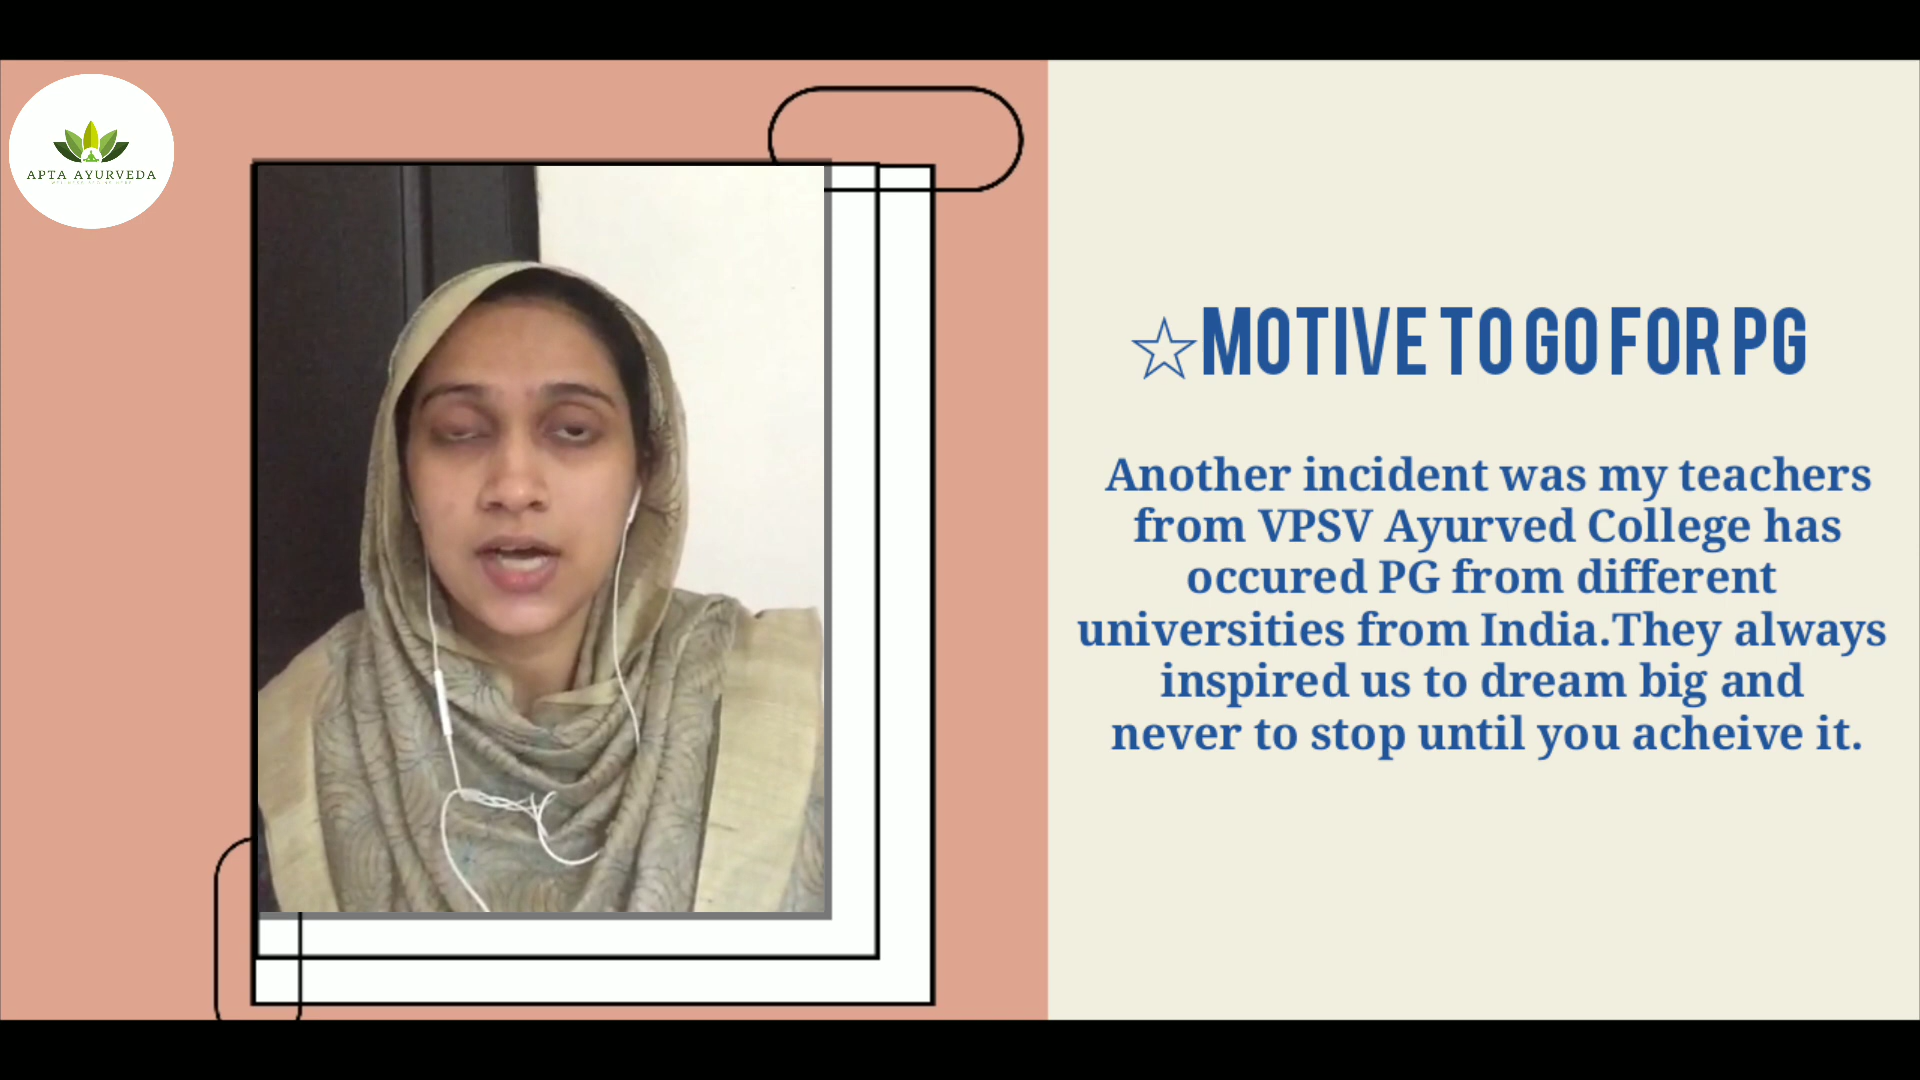 APTA AYURVEDA
☆MOTIVE TO GO FOR PG
Another incident was my teachers
from VPSV Ayurved College has
occured PG from different
universities from India.They always
inspired us to dream big and
never to stop until you acheive it.